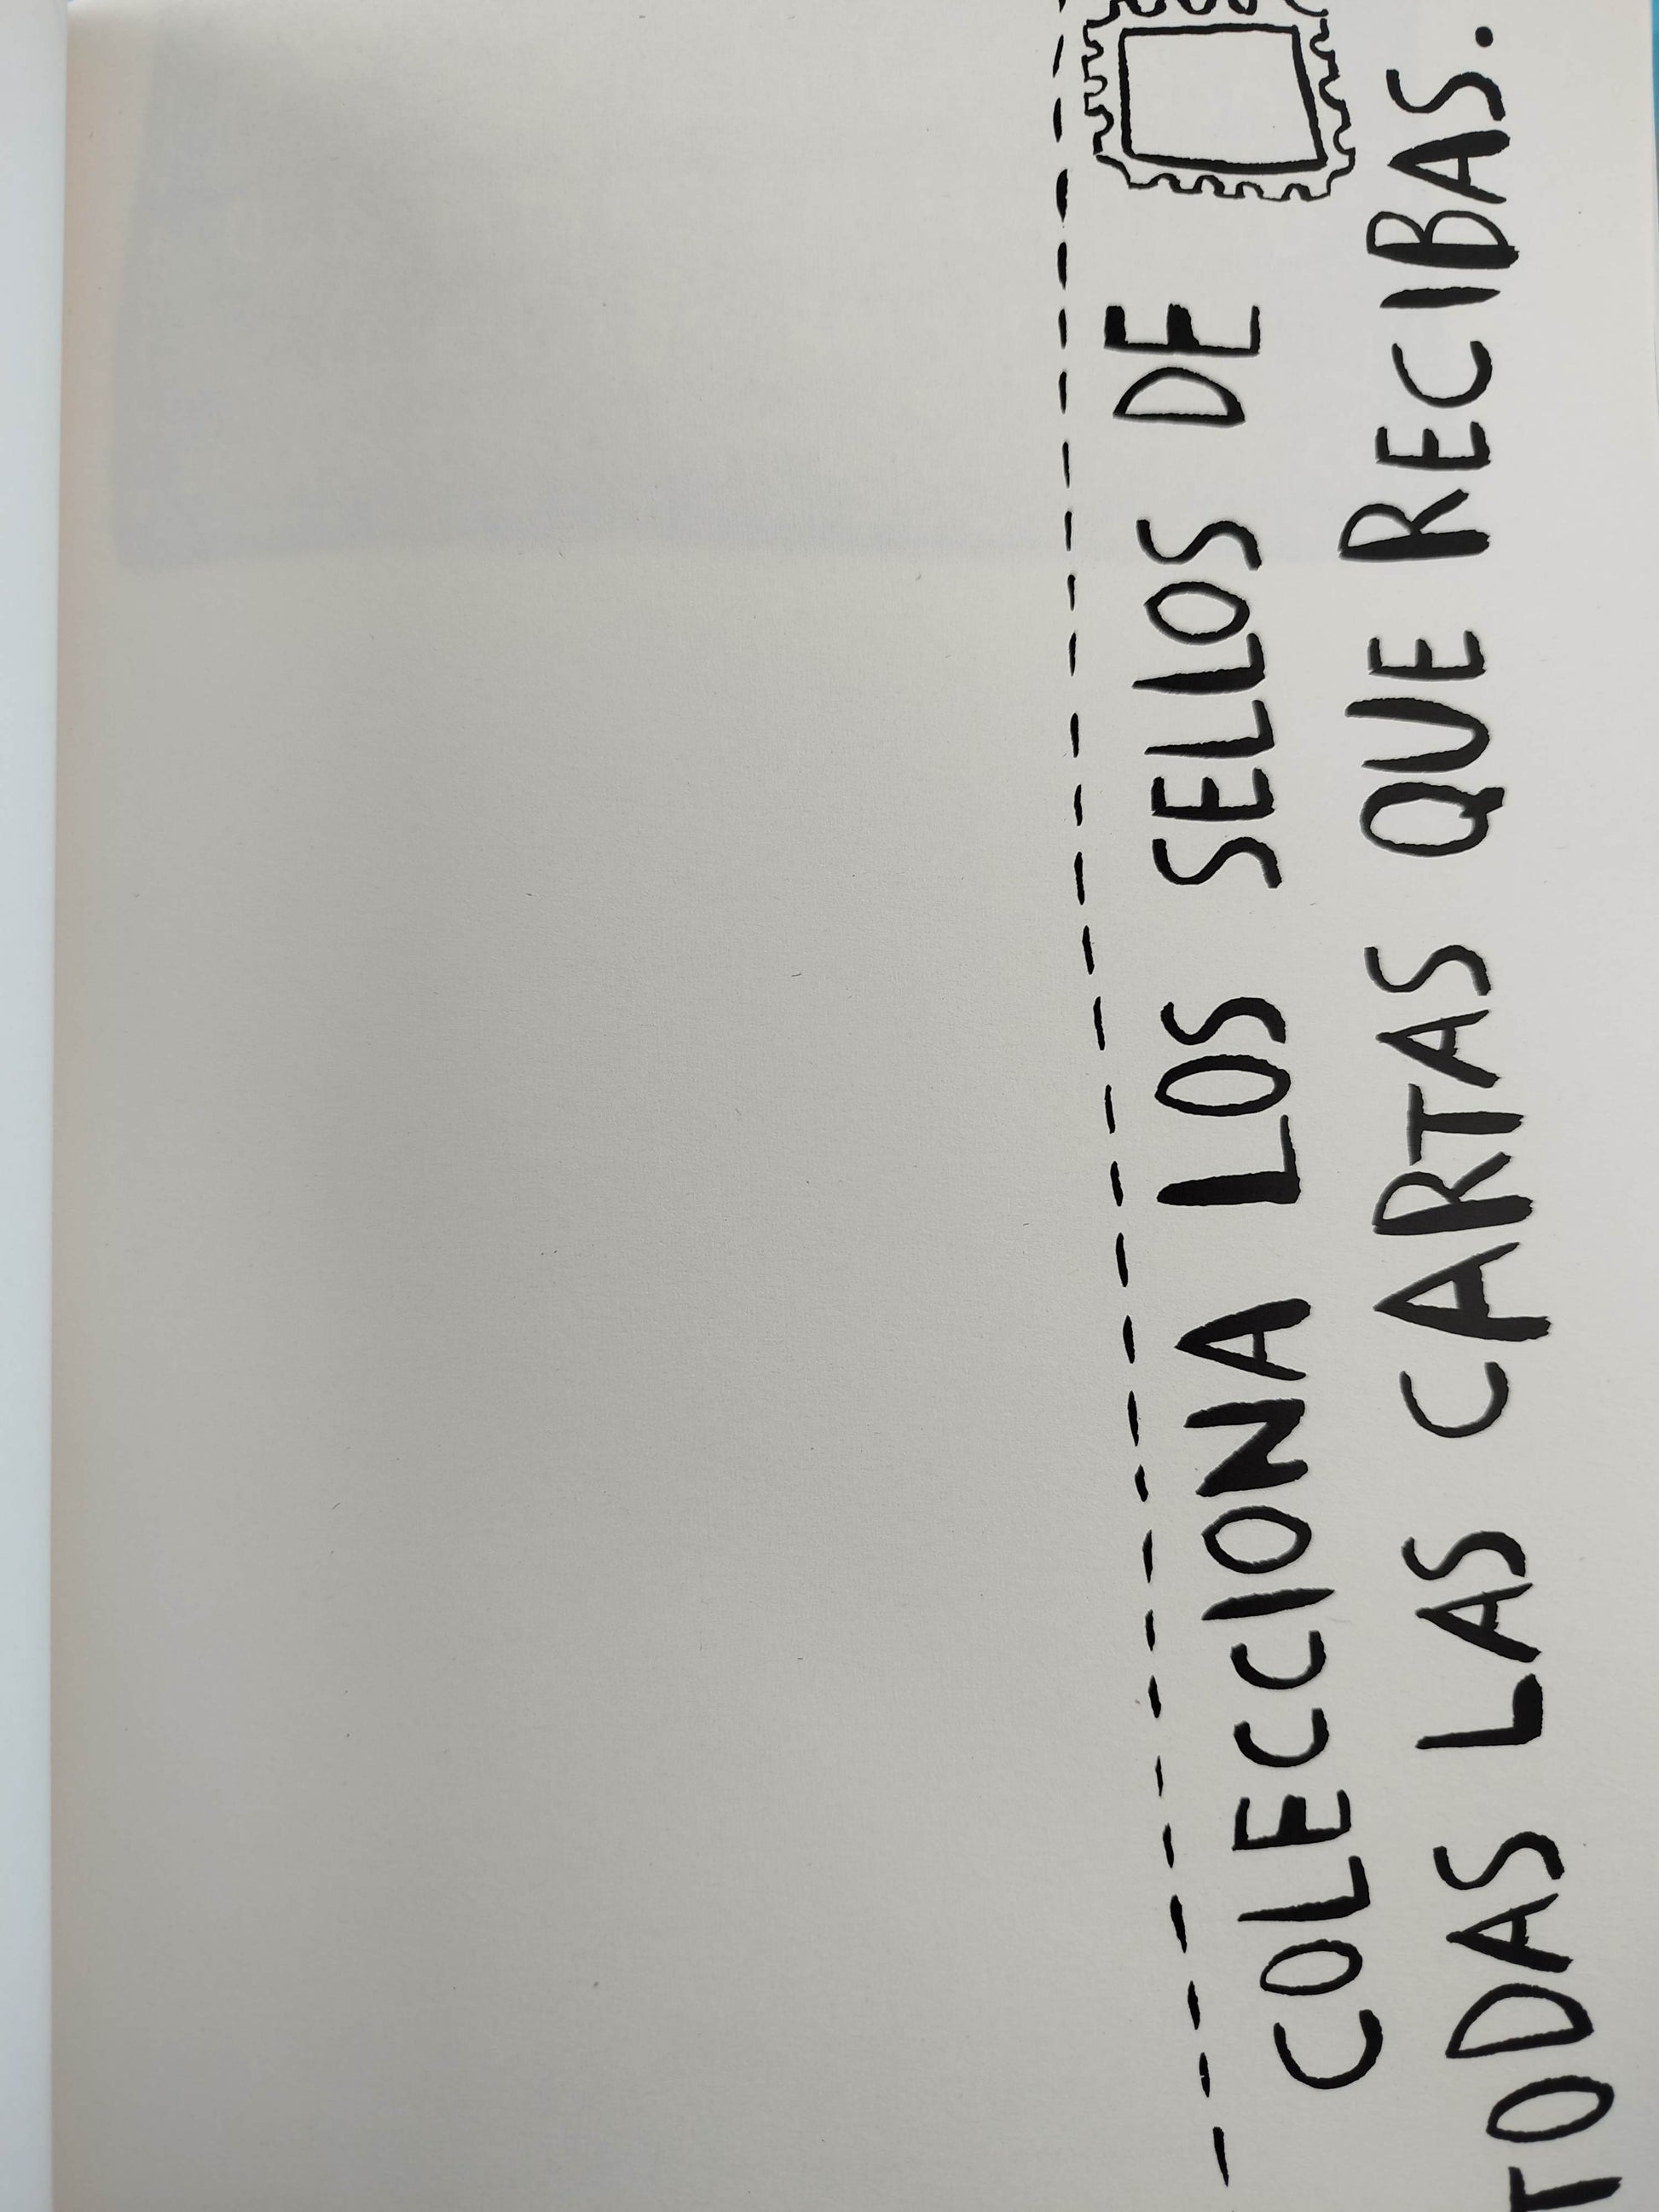 COLECCIONA LOS SELLOS DE
TODAS LAS CARTAS QUE RECIBAS.